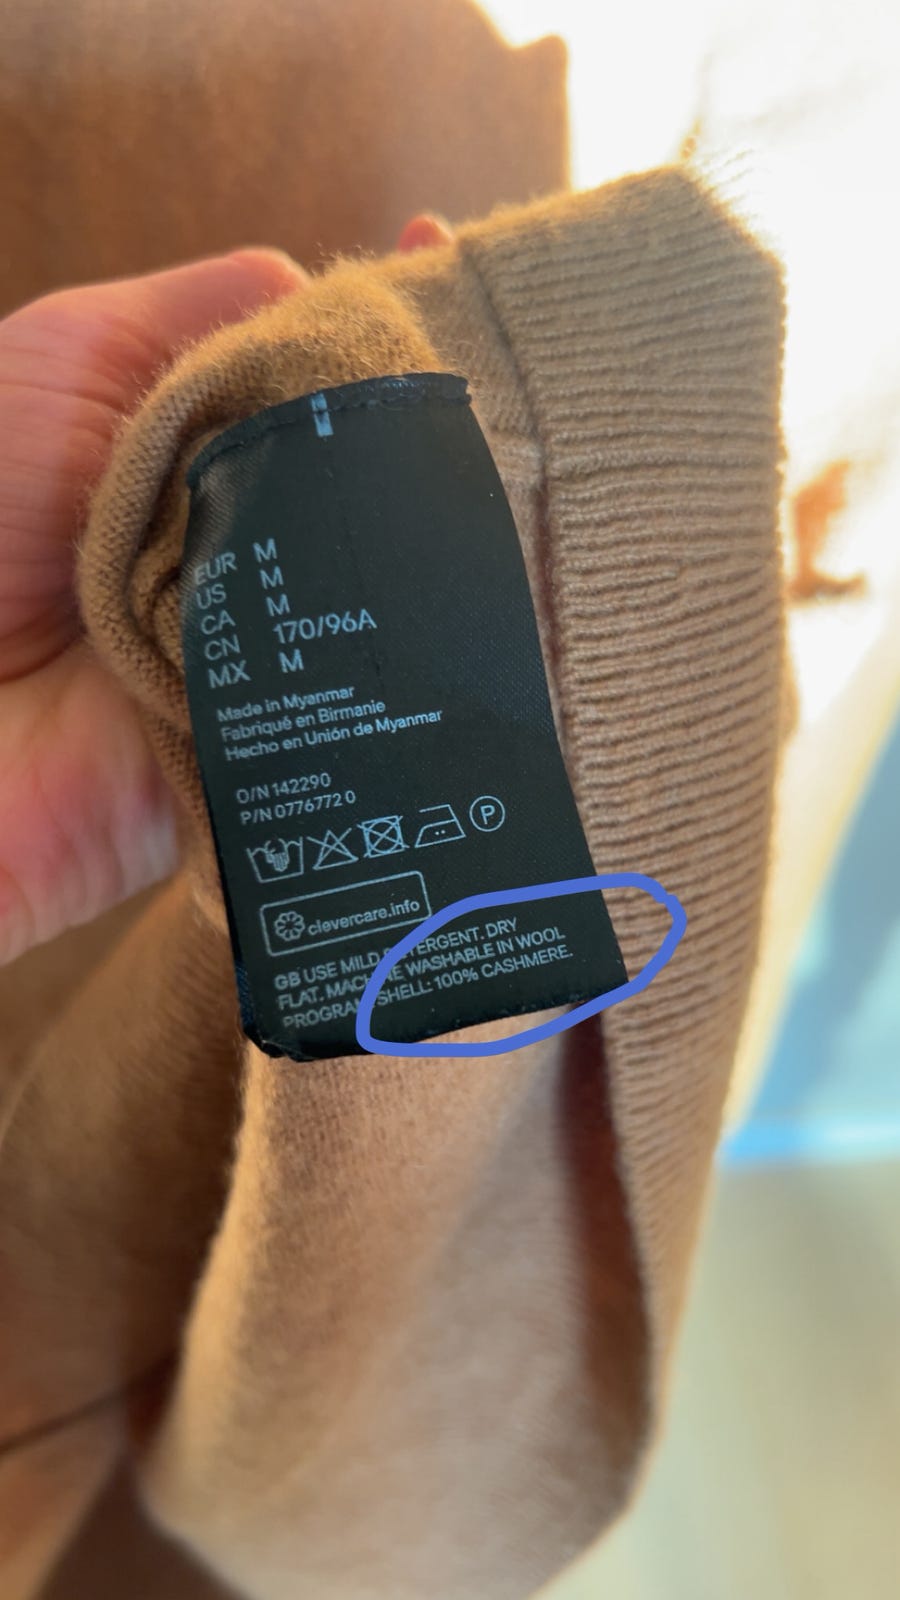 EUR M
US M
CA M
CN 170/96A
MX M
Made in Myanmar
Fabriqué en Birmanie
Hecho en Unión de Myanmar
O/N 142290
P/N 0776772 0
P
clevercare.info
GB USE MILD DETERGENT. DRY
FLAT. MACHINE WASHABLE IN WOOL
PROGRAM. SHELL: 100% CASHMERE.